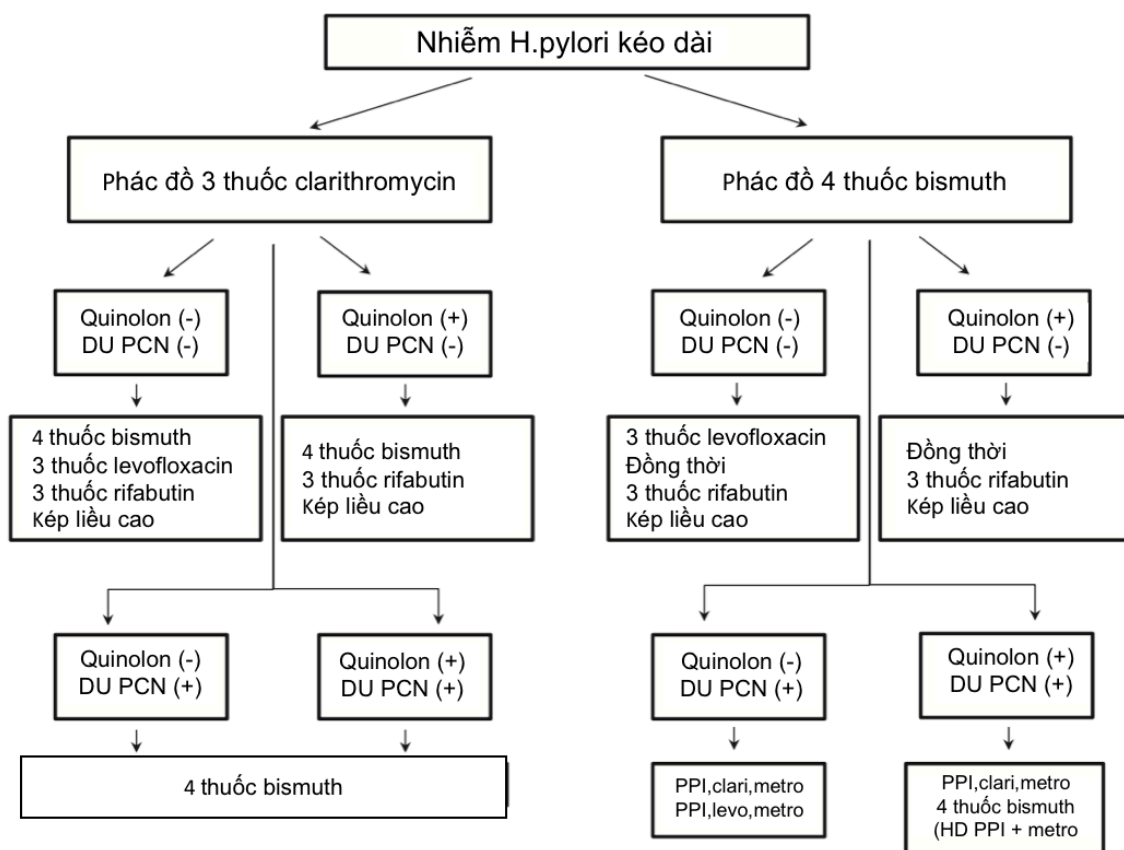 Nhiễm H.pylori kéo dài
Phác đồ 3 thuốc clarithromycin
Phác đồ 4 thuốc bismuth
Quinolon (-)
DU PCN (-)
Quinolon (+)
DU PCN (-)
Quinolon (-)
DU PCN (-)
Quinolon (+)
DU PCN (-)
4 thuốc bismuth
3 thuốc levofloxacin
3 thuốc rifabutin
Kép liều cao
4 thuốc bismuth
3 thuốc rifabutin
Kép liều cao
3 thuốc levofloxacin
Đồng thời
3 thuốc rifabutin
Kép liều cao
Đồng thời
3 thuốc rifabutin
Kép liều cao
Quinolon (-)
DU PCN (+)
Quinolon (+)
DU PCN (+)
Quinolon (-)
DU PCN (+)
Quinolon (+)
DU PCN (+)
4 thuốc bismuth
PPI,clari,metro
PPI,levo,metro
PPI,clari,metro
4 thuốc bismuth
(HD PPI + metro